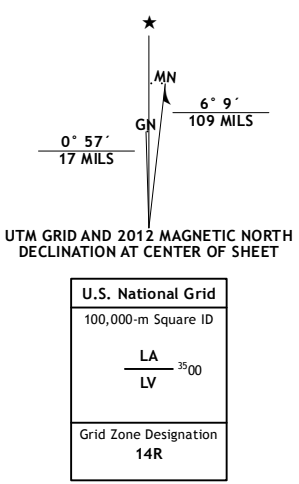 MN
6° 9´
109 MILS
GN
0° 57´
17 MILS
UTM GRID AND 2012 MAGNETIC NORTH
DECLINATION AT CENTER OF SHEET
U.S. National Grid
100,000-m Square ID
LA
³⁵00
LV
Grid Zone Designation
14R